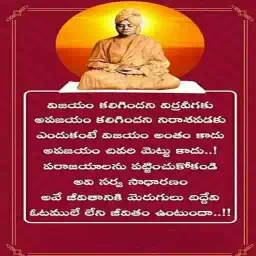 విజయం కలిగిందని విర్రవీగకు
అపజయం కలిగిందని నిరాశపడకు
ఎందుకంటే విజయం అంతం కాదు
అపజయం చివరి మెట్టు కాదు..!
పరాజయాలను పట్టించుకోకండి
అవి సర్వ సాధారణం
అవే జీవితానికి మెరుగులు దిద్దేవి
ఓటములే లేని జీవితం ఉంటుందా..!!